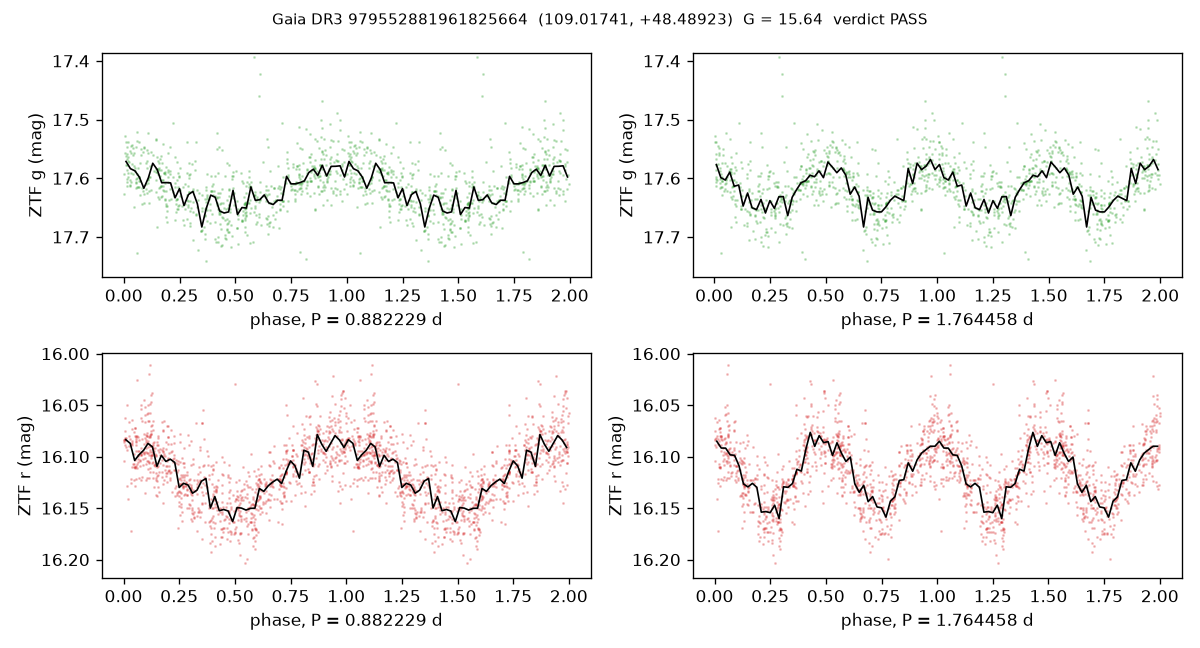 Gaia DR3 979552881961825664  (109.01741, +48.48923)  G = 15.64  verdict PASS
ZTF g (mag)
17.4
17.5
17.6
17.7
0.00 0.25 0.50 0.75 1.00 1.25 1.50 1.75 2.00
phase, P = 0.882229 d
ZTF g (mag)
17.4
17.5
17.6
17.7
0.00 0.25 0.50 0.75 1.00 1.25 1.50 1.75 2.00
phase, P = 1.764458 d
ZTF r (mag)
16.00
16.05
16.10
16.15
16.20
0.00 0.25 0.50 0.75 1.00 1.25 1.50 1.75 2.00
phase, P = 0.882229 d
ZTF r (mag)
16.00
16.05
16.10
16.15
16.20
0.00 0.25 0.50 0.75 1.00 1.25 1.50 1.75 2.00
phase, P = 1.764458 d